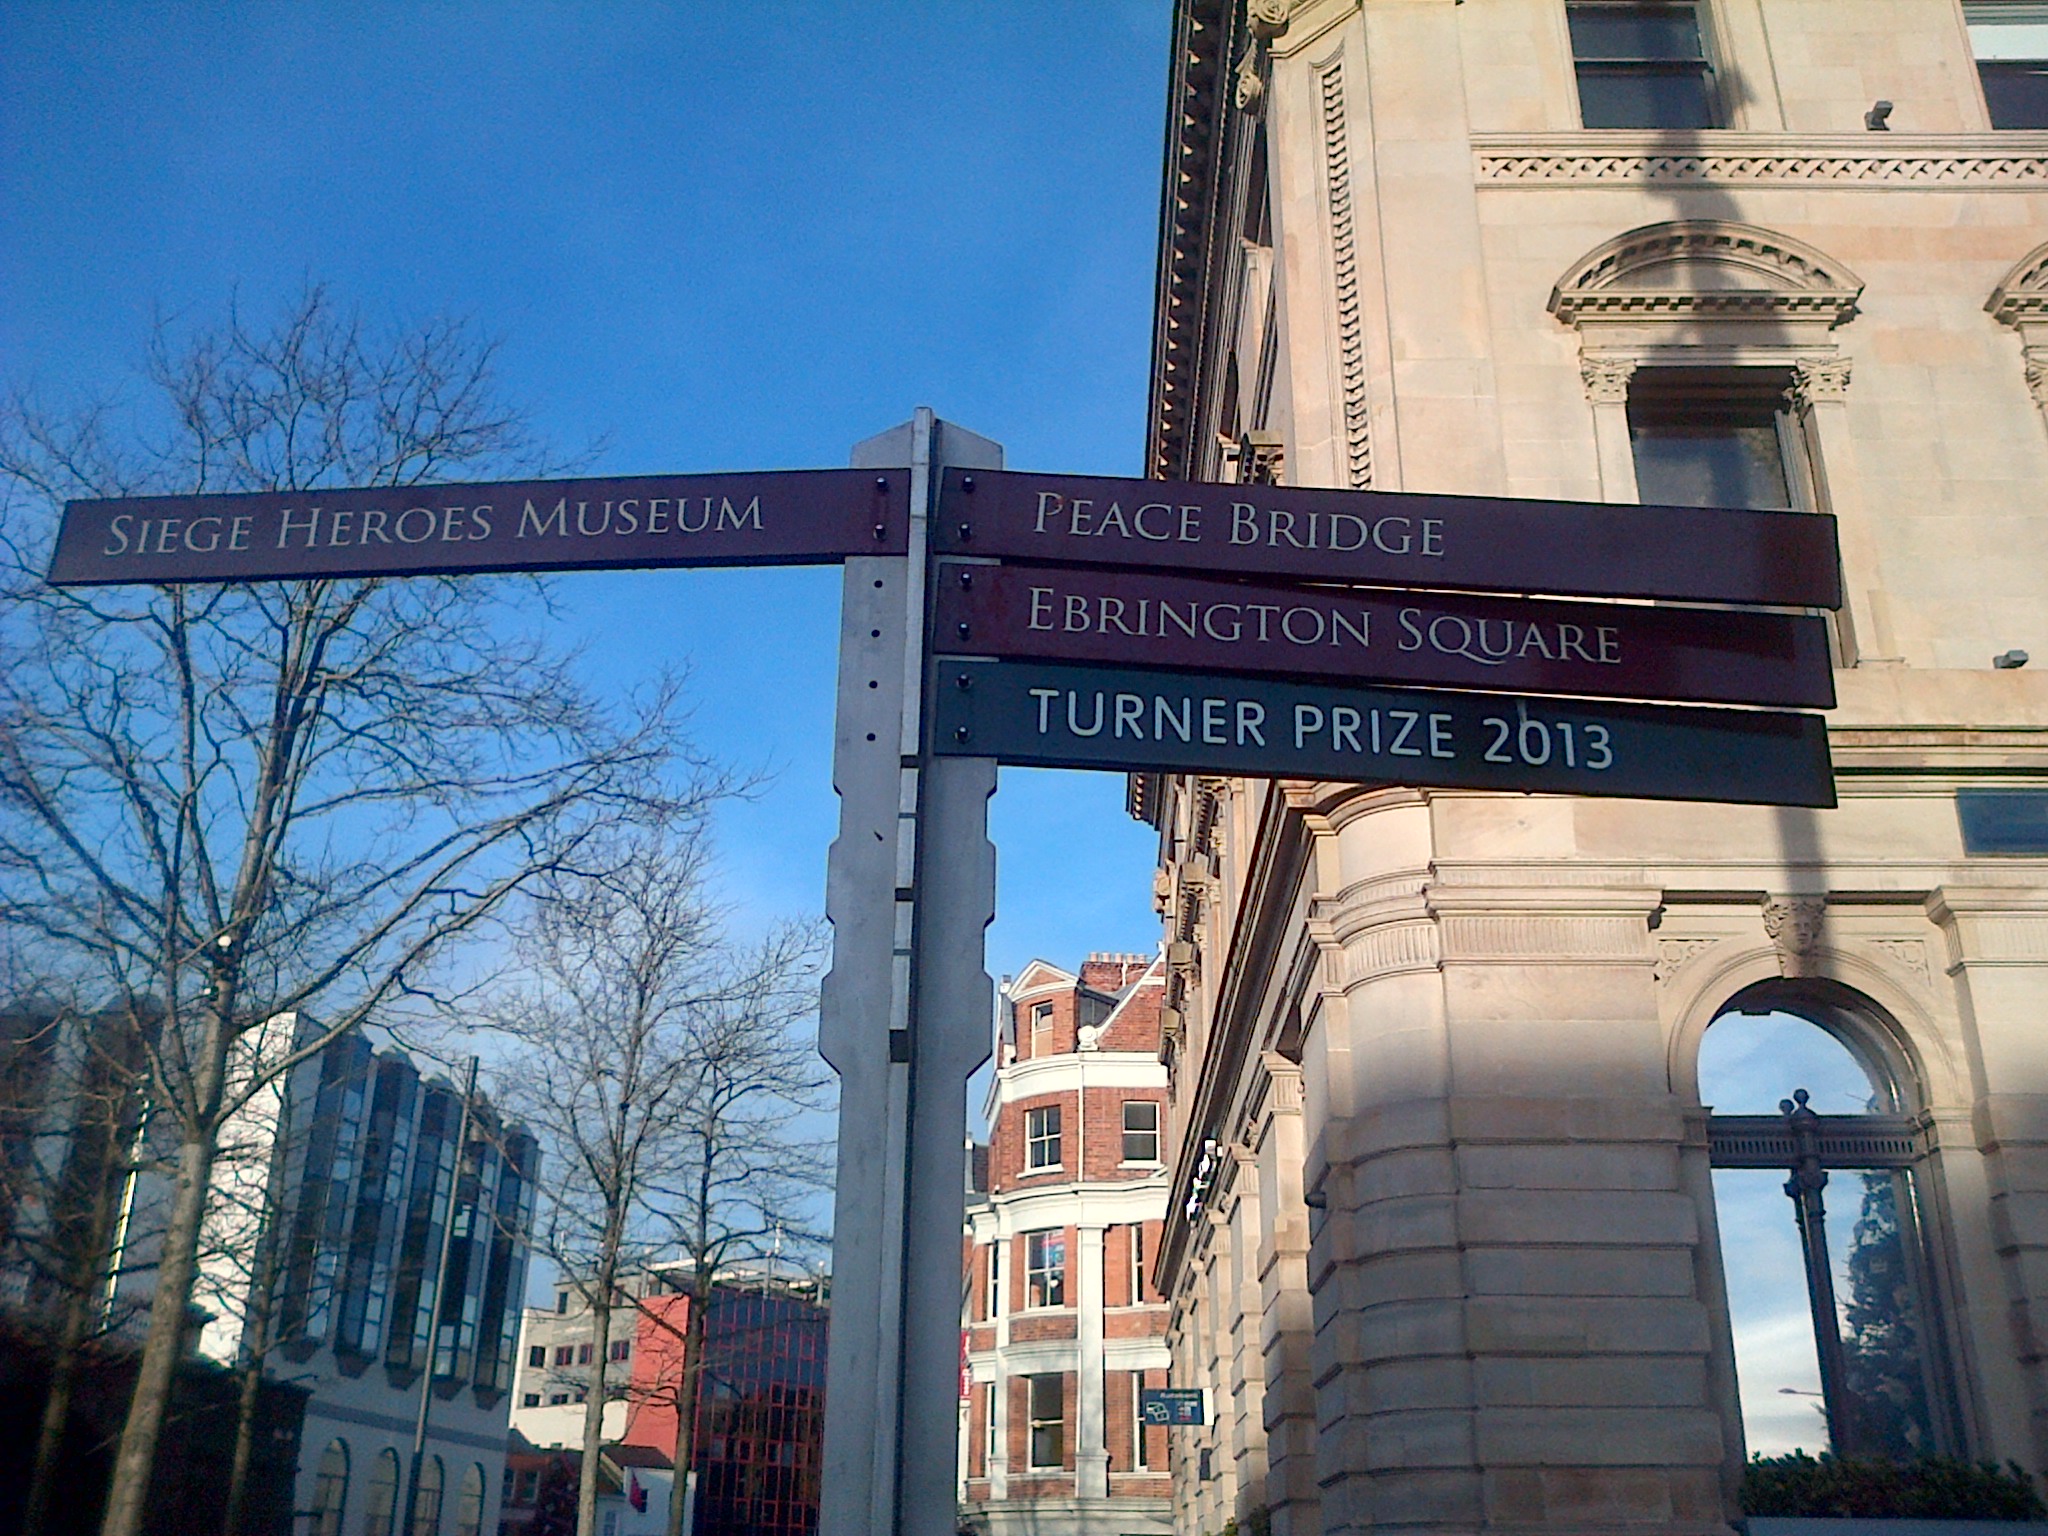 SIEGE HEROES MUSEUM
PEACE BRIDGE
EBRINGTON SQUARE
TURNER PRIZE 2013